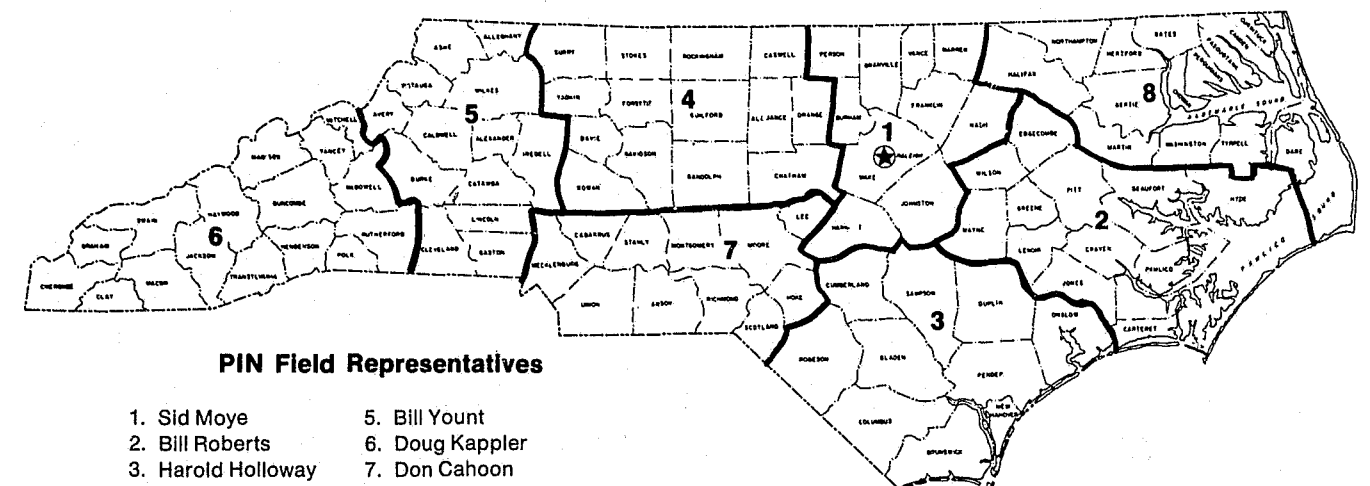 ASHE
ALLEGHANY
SURRY
STOKES
ROCKINGHAM
CASWELL
PERSON
GRANVILLE
VANCE
WARREN
NORTHAMPTON
HERTFORD
GATES
HALIFAX
WILKES
YADKIN
FORSYTH
4
GUILFORD
ORANGE
DURHAM
FRANKLIN
NASH
BERTIE
8
ALBEMARLE SOUND
MITCHELL
AVERY
5
CALDWELL
ALEXANDER
IREDELL
DAVIE
DAVIDSON
1
RALEIGH
WAKE
EDGECOMBE
MARTIN
WASHINGTON
TYRRELL
DARE
MADISON
YANCEY
McDOWELL
BURKE
CATAWBA
ROWAN
RANDOLPH
CHATHAM
WILSON
PITT
BEAUFORT
HYDE
SWAIN
HAYWOOD
BUNCOMBE
LINCOLN
JOHNSTON
GREENE
2
GRAHAM
6
JACKSON
HENDERSON
RUTHERFORD
POLK
CLEVELAND
GASTON
CABARRUS
STANLY
MONTGOMERY
MOORE
LEE
7
WAYNE
LENOIR
CRAVEN
PAMLICO
PAMLICO SOUND
CHEROKEE
CLAY
MACON
TRANSYLVANIA
MECKLENBURG
UNION
ANSON
RICHMOND
HOKE
SCOTLAND
CUMBERLAND
SAMPSON
DUPLIN
JONES
ONSLOW
CARTERET
3
ROBESON
BLADEN
PENDER
NEW HANOVER
COLUMBUS
BRUNSWICK
PIN Field Representatives
1. Sid Moye
2. Bill Roberts
3. Harold Holloway
5. Bill Yount
6. Doug Kappler
7. Don Cahoon